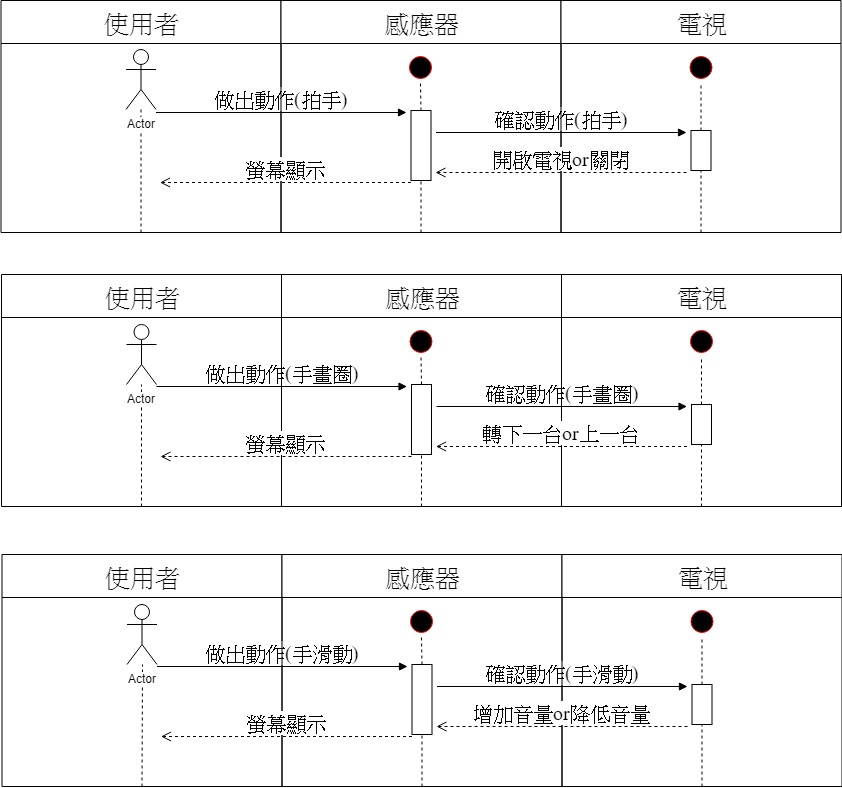 使用者 感應器 電視
做出動作(拍手)
Actor
確認動作(拍手)
開啟電視or關閉
螢幕顯示
使用者 感應器 電視
做出動作(手畫圈)
Actor
確認動作(手畫圈)
轉下一台or上一台
螢幕顯示
使用者 感應器 電視
做出動作(手滑動)
Actor
確認動作(手滑動)
增加音量or降低音量
螢幕顯示